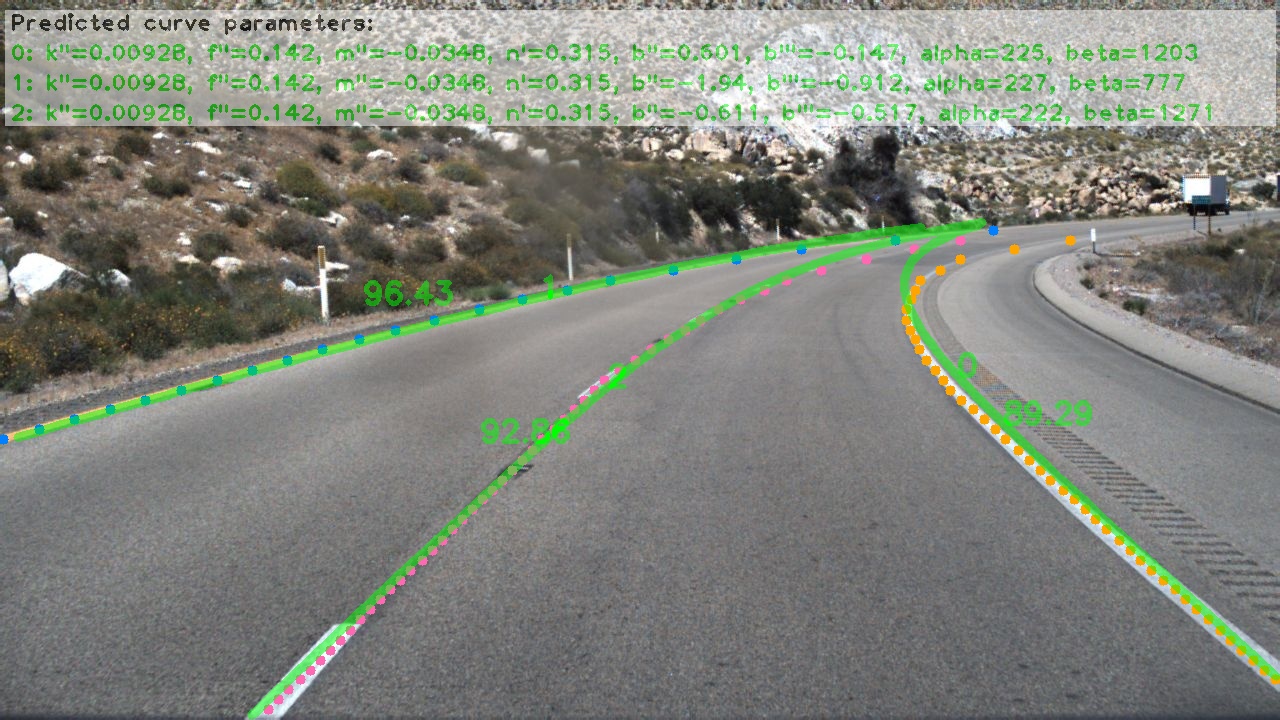 Predicted curve parameters:
0: k''=0.00928, f''=0.142, m''=-0.0348, n'=0.315, b''=0.601, b'''=-0.147, alpha=225, beta=1203
1: k''=0.00928, f''=0.142, m''=-0.0348, n'=0.315, b''=-1.94, b'''=-0.912, alpha=227, beta=777
2: k''=0.00928, f''=0.142, m''=-0.0348, n'=0.315, b''=-0.611, b'''=-0.517, alpha=222, beta=1271
1
96.43
0
89.29